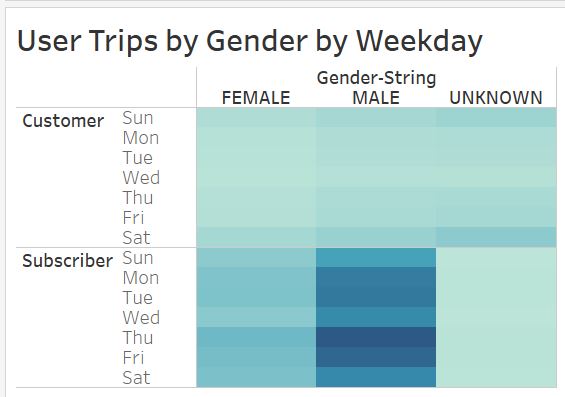 User Trips by Gender by Weekday
Gender-String
FEMALE MALE UNKNOWN
Customer Sun
Mon
Tue
Wed
Thu
Fri
Sat
Subscriber Sun
Mon
Tue
Wed
Thu
Fri
Sat